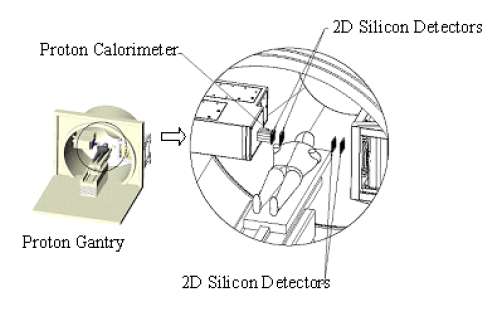 2D Silicon Detectors
Proton Calorimeter
Proton Gantry
2D Silicon Detectors